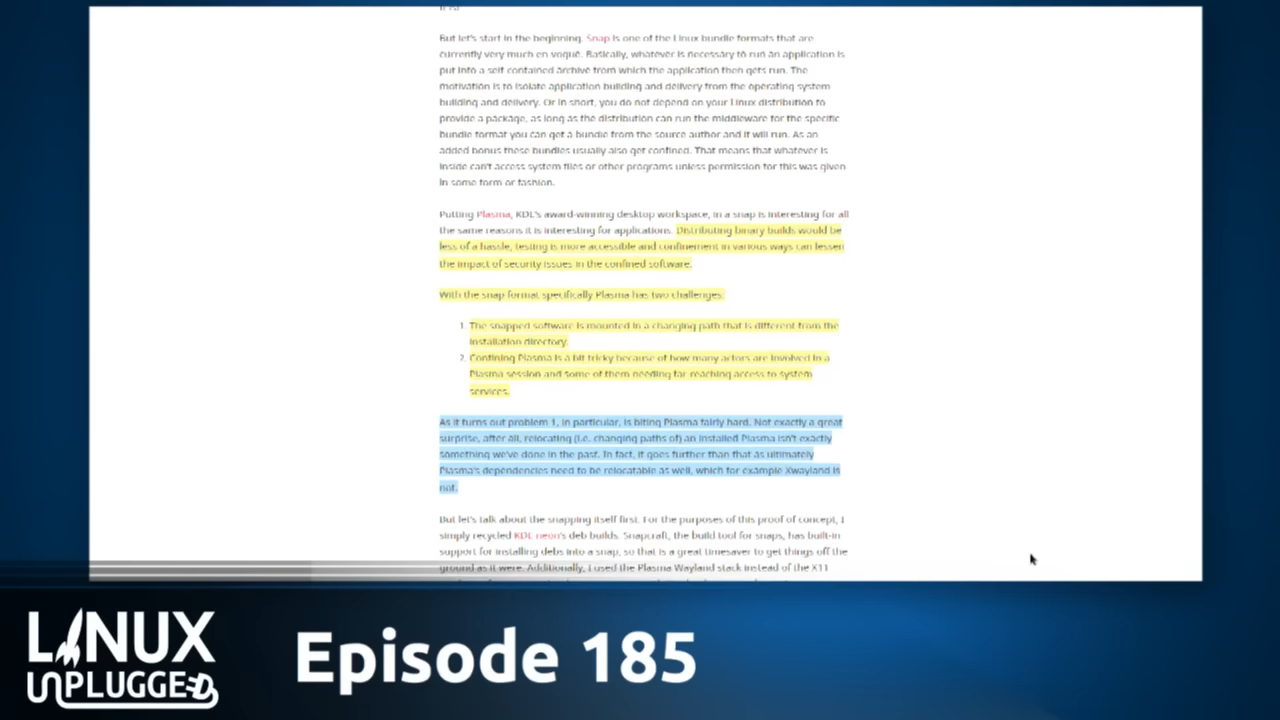 But let's start in the beginning. Snap is one of the Linux bundle formats that are
currently very much en vogue. Basically, whatever is necessary to run an application is
put into a self contained archive from which the application then gets run. The
motivation is to isolate application building and delivery from the operating system
building and delivery. Or in short, you do not depend on your Linux distribution to
provide a package, as long as the distribution can run the middleware for the specific
bundle format you can get a bundle from the source author and it will run. As an
added bonus these bundles usually also get confined. That means that whatever is
inside can't access system files or other programs unless permission for this was given
in some form or fashion.
Putting Plasma, KDE's award-winning desktop workspace, in a snap is interesting for all
the same reasons it is interesting for applications. Distributing binary builds would be
less of a hassle, testing is more accessible and confinement in various ways can lessen
the impact of security issues in the confined software.
With the snap format specifically Plasma has two challenges:
1. The snapped software is mounted in a changing path that is different from the
installation directory.
2. Confining Plasma is a bit tricky because of how many actors are involved in a
Plasma session and some of them needing far-reaching access to system
services.
As it turns out problem 1, in particular, is biting Plasma fairly hard. Not exactly a great
surprise, after all, relocating (i.e. changing paths of) an installed Plasma isn't exactly
something we've done in the past. In fact, it goes further than that as ultimately
Plasma's dependencies need to be relocatable as well, which for example Xwayland is
not.
But let's talk about the snapping itself first. For the purposes of this proof of concept, I
simply recycled KDE neon's deb builds. Snapcraft, the build tool for snaps, has built-in
support for installing debs into a snap, so that is a great timesaver to get things off the
ground as it were. Additionally, I used the Plasma Wayland stack instead of the X11
LINUX
UNPLUGGED
Episode 185